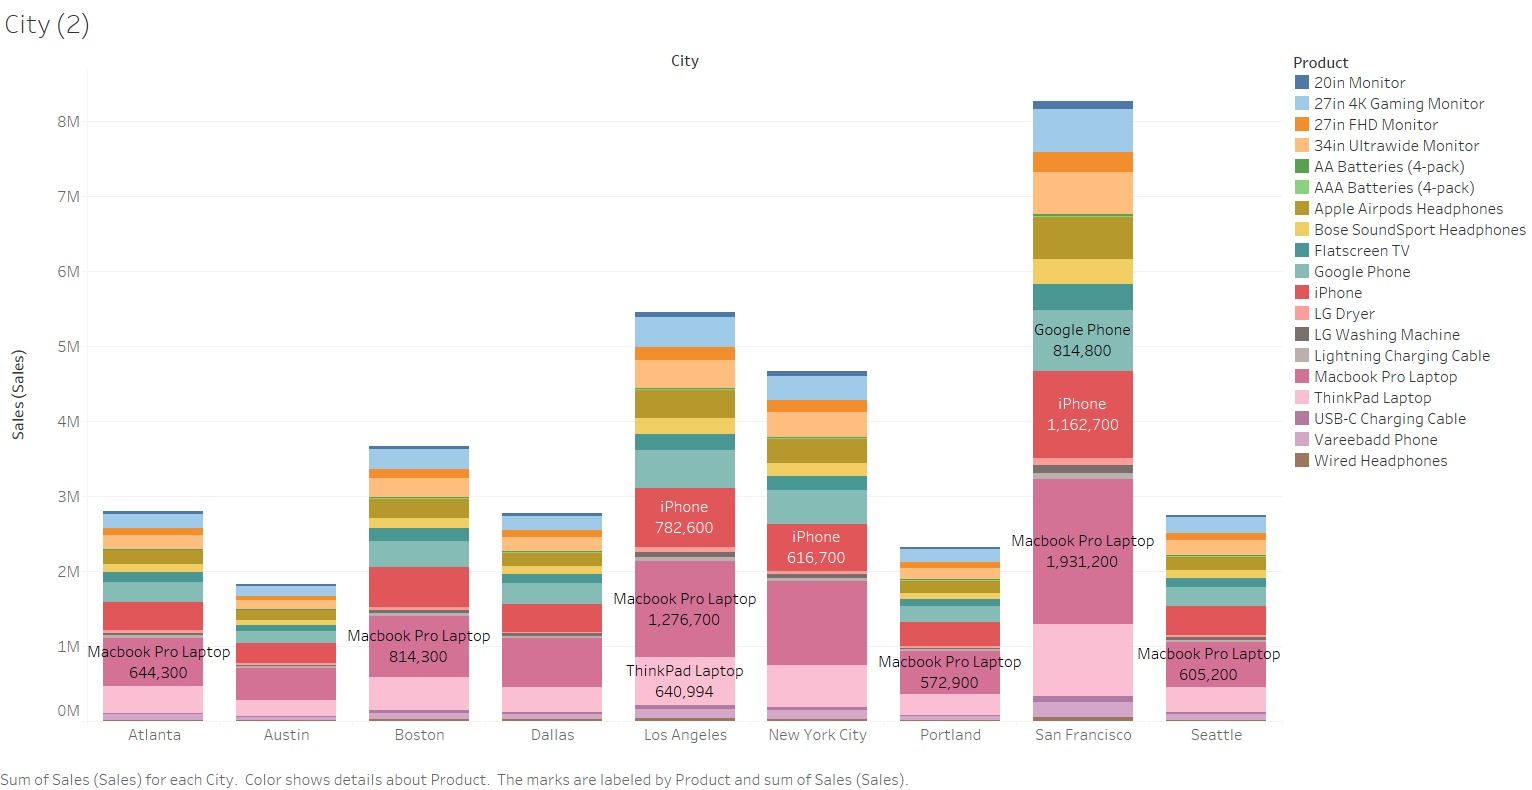 City (2)
City
Sales (Sales)
8M
7M
6M
5M
4M
3M
2M
1M
0M
Macbook Pro Laptop
644,300
Macbook Pro Laptop
814,300
iPhone
782,600
Macbook Pro Laptop
1,276,700
ThinkPad Laptop
640,994
iPhone
616,700
Macbook Pro Laptop
572,900
Google Phone
814,800
iPhone
1,162,700
Macbook Pro Laptop
1,931,200
Macbook Pro Laptop
605,200
Atlanta
Austin
Boston
Dallas
Los Angeles
New York City
Portland
San Francisco
Seattle
Product
20in Monitor
27in 4K Gaming Monitor
27in FHD Monitor
34in Ultrawide Monitor
AA Batteries (4-pack)
AAA Batteries (4-pack)
Apple Airpods Headphones
Bose SoundSport Headphones
Flatscreen TV
Google Phone
iPhone
LG Dryer
LG Washing Machine
Lightning Charging Cable
Macbook Pro Laptop
ThinkPad Laptop
USB-C Charging Cable
Vareebadd Phone
Wired Headphones
Sum of Sales (Sales) for each City.  Color shows details about Product.  The marks are labeled by Product and sum of Sales (Sales).